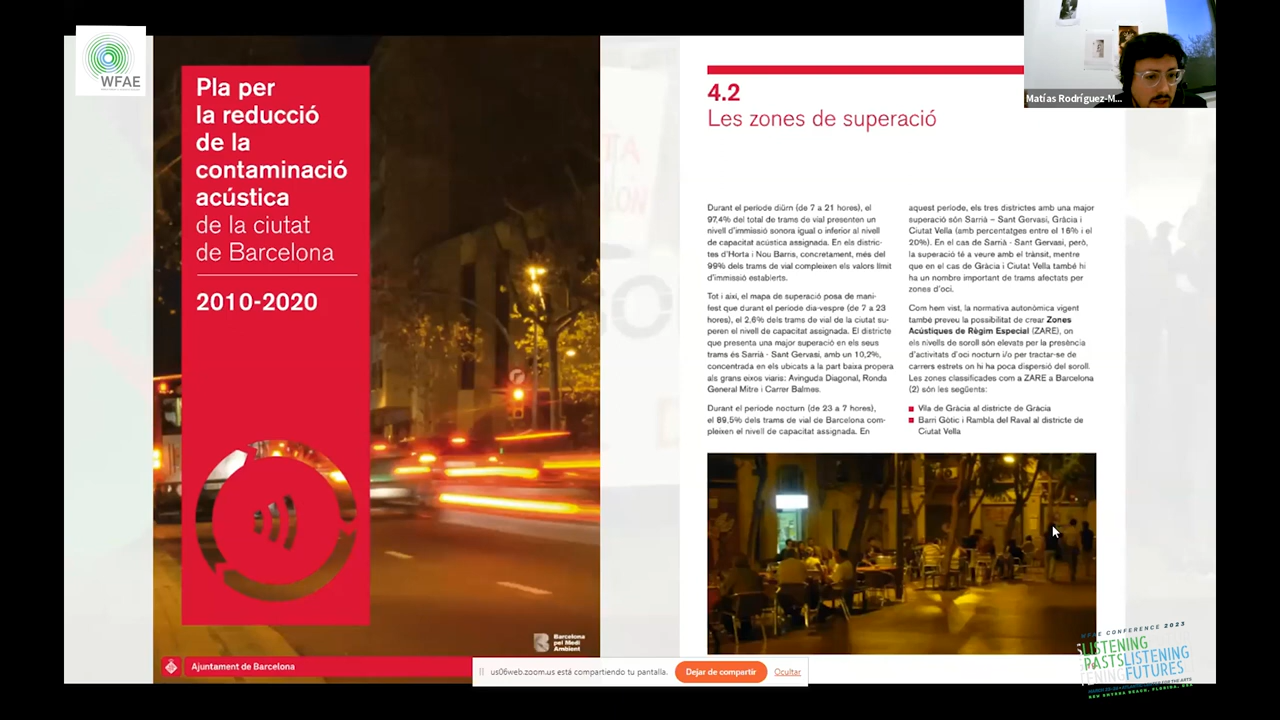 WFAE
Pla per
la reducció
de la
contaminació
acústica
de la ciutat
de Barcelona
2010-2020
Barcelona
pel Medi
Ambient
Ajuntament de Barcelona
4.2
Les zones de superació
Durant el període diürn (de 7 a 21 hores), el
97,4% del total de trams de vial presenten un
nivell d'immissió sonora igual o inferior al nivell
de capacitat acústica assignada. En els distric-
tes d'Horta i Nou Barris, concretament, més del
99% dels trams de vial compleixen els valors límit
d'immissió establerts.
Tot i així, el mapa de superació posa de mani-
fest que durant el període dia-vespre (de 7 a 23
hores), el 2,6% dels trams de vial de la ciutat su-
peren el nivell de capacitat assignada. El districte
que presenta una major superació en els seus
trams és Sarrià - Sant Gervasi, amb un 10,2%,
concentrada en els ubicats a la part baixa propera
als grans eixos viaris: Avinguda Diagonal, Ronda
General Mitre i Carrer Balmes.
Durant el període nocturn (de 23 a 7 hores),
el 89,5% dels trams de vial de Barcelona com-
pleixen el nivell de capacitat assignada. En
aquest període, els tres districtes amb una major
superació són Sarrià – Sant Gervasi, Gràcia i
Ciutat Vella (amb percentatges entre el 16% i el
20%). En el cas de Sarrià - Sant Gervasi, però,
la superació té a veure amb el trànsit, mentre
que en el cas de Gràcia i Ciutat Vella també hi
ha un nombre important de trams afectats per
zones d'oci.
Com hem vist, la normativa autonòmica vigent
també preveu la possibilitat de crear Zones
Acústiques de Règim Especial (ZARE), on
els nivells de soroll són elevats per la presència
d'activitats d'oci nocturn i/o per tractar-se de
carrers estrets on hi ha poca dispersió del soroll.
Les zones classificades com a ZARE a Barcelona
(2) són les següents:
Vila de Gràcia al districte de Gràcia
Barri Gòtic i Rambla del Raval al districte de
Ciutat Vella
Matías Rodríguez-M...
us06web.zoom.us está compartiendo tu pantalla.
Dejar de compartir
Ocultar
WFAE CONFERENCE 2023
LISTENING
PASTS LISTENING
FUTURES